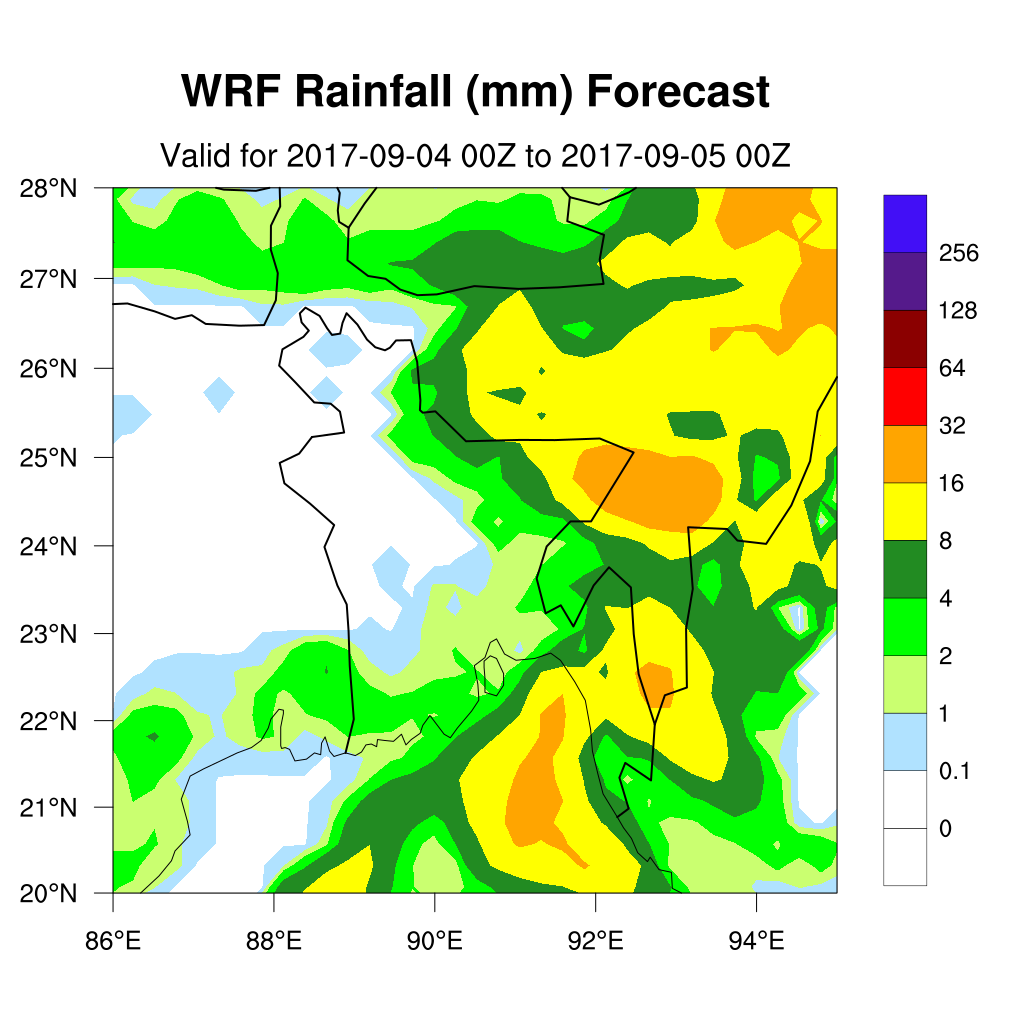 WRF Rainfall (mm) Forecast
Valid for 2017-09-04 00Z to 2017-09-05 00Z
28°N
27°N
26°N
25°N
24°N
23°N
22°N
21°N
20°N
86°E 88°E 90°E 92°E 94°E
256
128
64
32
16
8
4
2
1
0.1
0